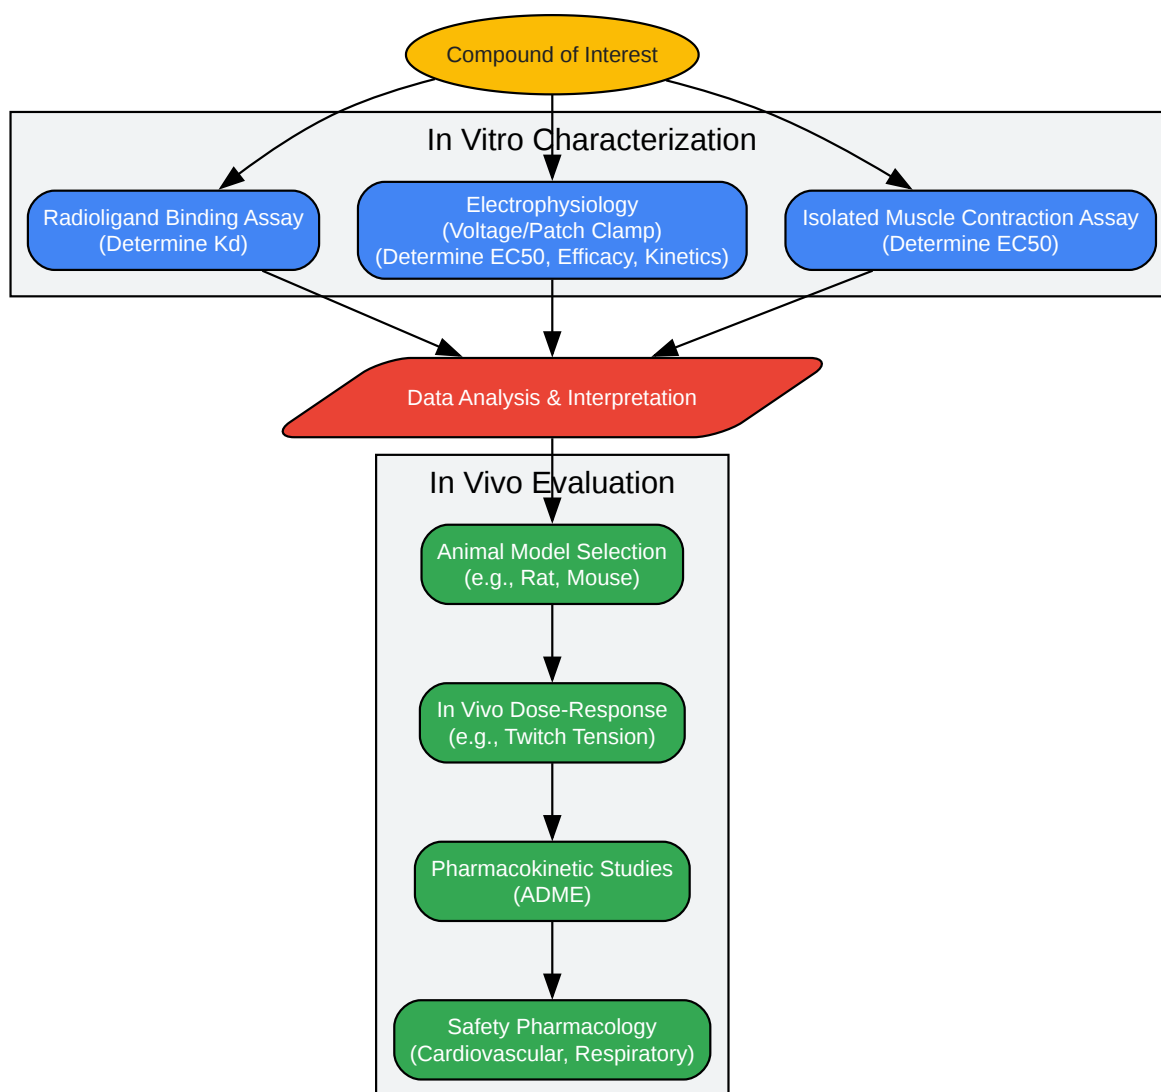 Compound of Interest
In Vitro Characterization
Radioligand Binding Assay
(Determine Kd)
Electrophysiology
(Voltage/Patch Clamp)
(Determine EC50, Efficacy, Kinetics)
Isolated Muscle Contraction Assay
(Determine EC50)
Data Analysis & Interpretation
In Vivo Evaluation
Animal Model Selection
(e.g., Rat, Mouse)
In Vivo Dose-Response
(e.g., Twitch Tension)
Pharmacokinetic Studies
(ADME)
Safety Pharmacology
(Cardiovascular, Respiratory)